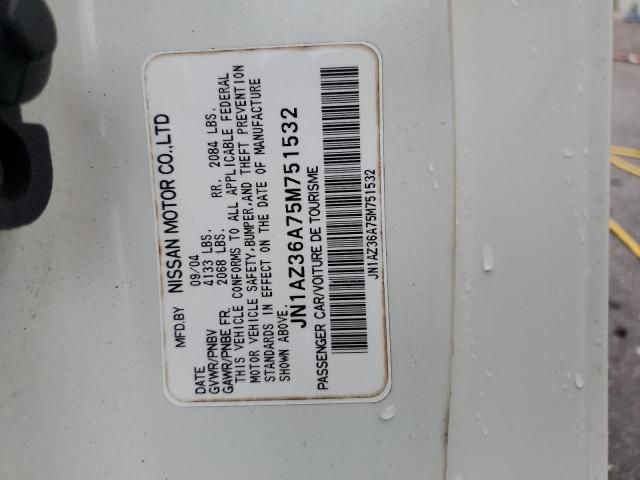 MFD.BY NISSAN MOTOR CO.,LTD
DATE 09/04
GVWR/PNBV 4133 LBS.
GAWR/PNBE FR. 2068 LBS. RR. 2084 LBS.
THIS VEHICLE CONFORMS TO ALL APPLICABLE FEDERAL
MOTOR VEHICLE SAFETY,BUMPER,AND THEFT PREVENTION
STANDARDS IN EFFECT ON THE DATE OF MANUFACTURE
SHOWN ABOVE.
JN1AZ36A75M751532
PASSENGER CAR/VOITURE DE TOURISME
JN1AZ36A75M751532